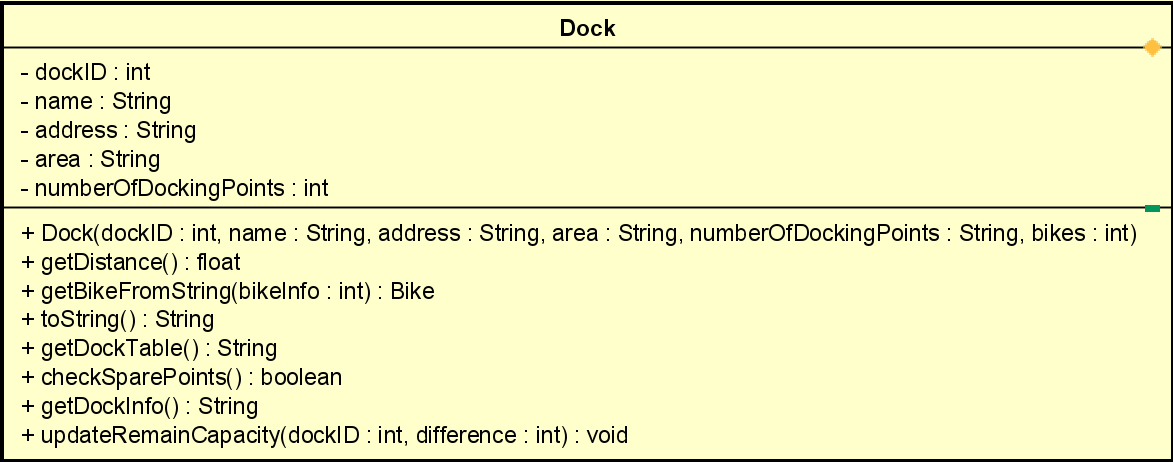 Dock
- dockID : int
- name : String
- address : String
- area : String
- numberOfDockingPoints : int
+ Dock(dockID : int, name : String, address : String, area : String, numberOfDockingPoints : String, bikes : int)
+ getDistance() : float
+ getBikeFromString(bikeInfo : int) : Bike
+ toString() : String
+ getDockTable() : String
+ checkSparePoints() : boolean
+ getDockInfo() : String
+ updateRemainCapacity(dockID : int, difference : int) : void